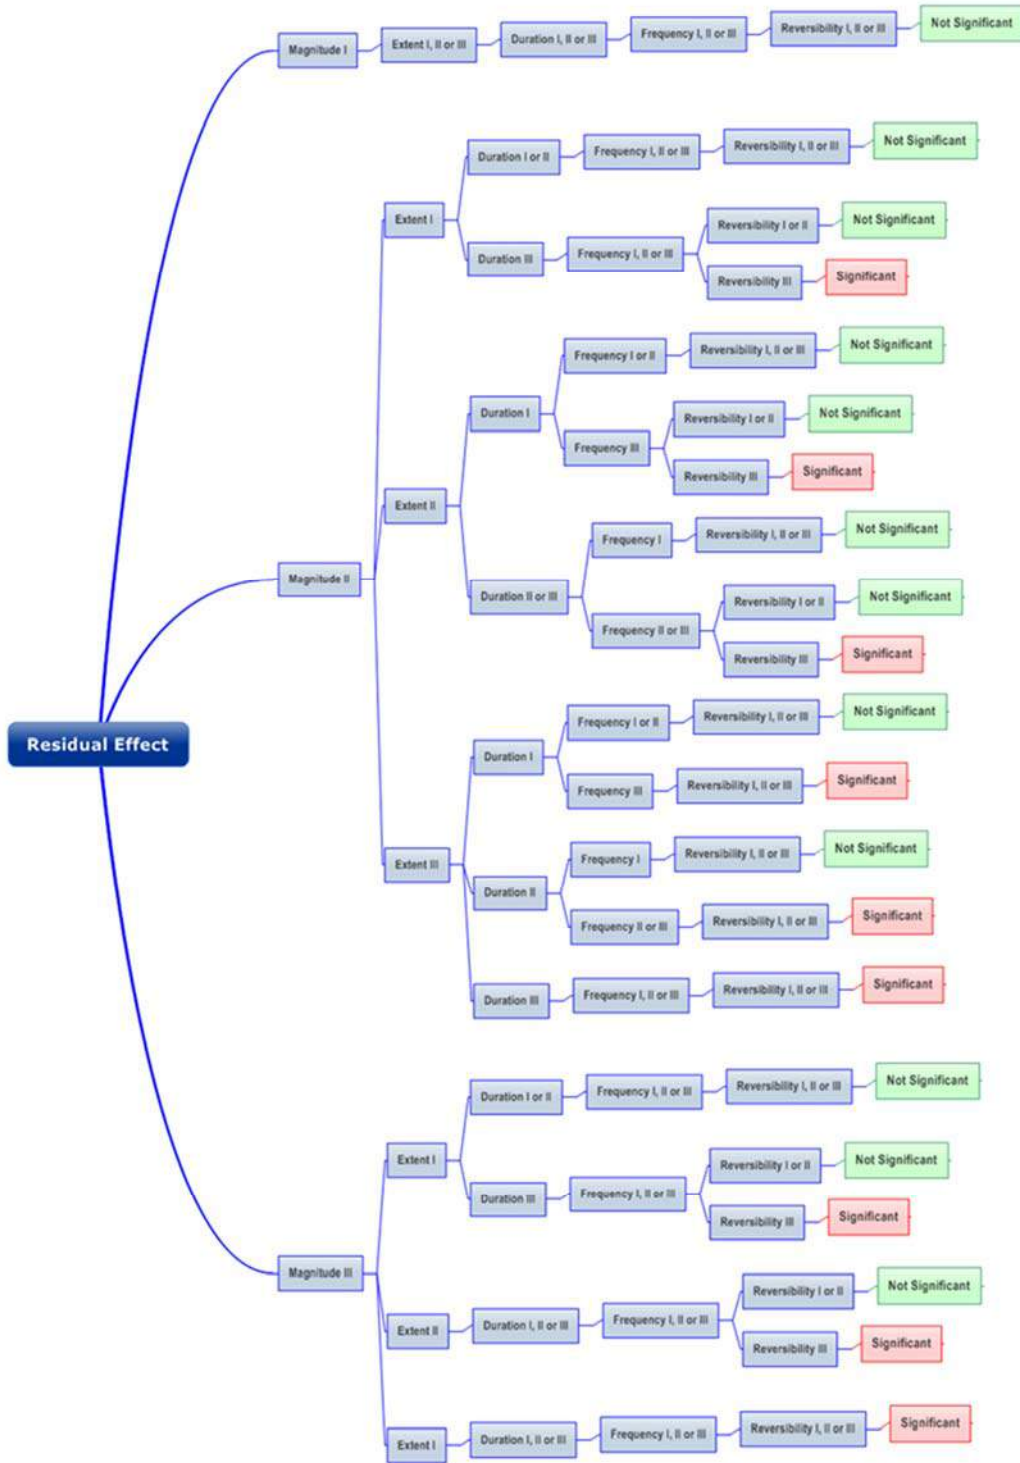 Magnitude I
Extent I, II or III
Duration I, II or III
Frequency I, II or III
Reversibility I, II or III
Not Significant
Duration I or II
Frequency I, II or III
Reversibility I, II or III
Not Significant
Extent I
Duration III
Frequency I, II or III
Reversibility I or II
Not Significant
Reversibility III
Significant
Frequency I or II
Reversibility I, II or III
Not Significant
Duration I
Frequency III
Reversibility I or II
Not Significant
Reversibility III
Significant
Extent II
Frequency I
Reversibility I, II or III
Not Significant
Magnitude II
Duration II or III
Frequency II or III
Reversibility I or II
Not Significant
Reversibility III
Significant
Residual Effect
Duration I
Frequency I or II
Reversibility I, II or III
Not Significant
Frequency III
Reversibility I, II or III
Significant
Extent III
Duration II
Frequency I
Reversibility I, II or III
Not Significant
Frequency II or III
Reversibility I, II or III
Significant
Duration III
Frequency I, II or III
Reversibility I, II or III
Significant
Duration I or II
Frequency I, II or III
Reversibility I, II or III
Not Significant
Extent I
Duration III
Frequency I, II or III
Reversibility I or II
Not Significant
Reversibility III
Significant
Magnitude III
Extent II
Duration I, II or III
Frequency I, II or III
Reversibility I or II
Not Significant
Reversibility III
Significant
Extent I
Duration I, II or III
Frequency I, II or III
Reversibility I, II or III
Significant